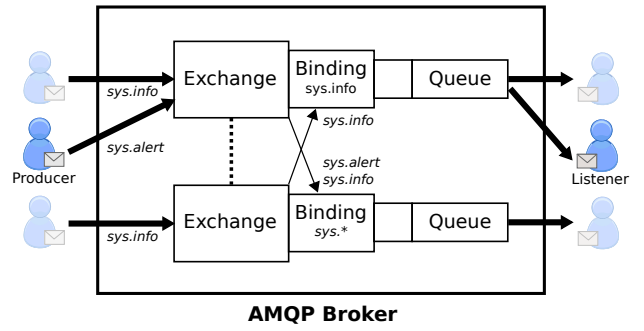 Exchange
Binding
sys.info
Queue
sys.info
sys.info
sys.alert
Producer
sys.alert
sys.info
Listener
Exchange
Binding
sys.*
Queue
sys.info
AMQP Broker